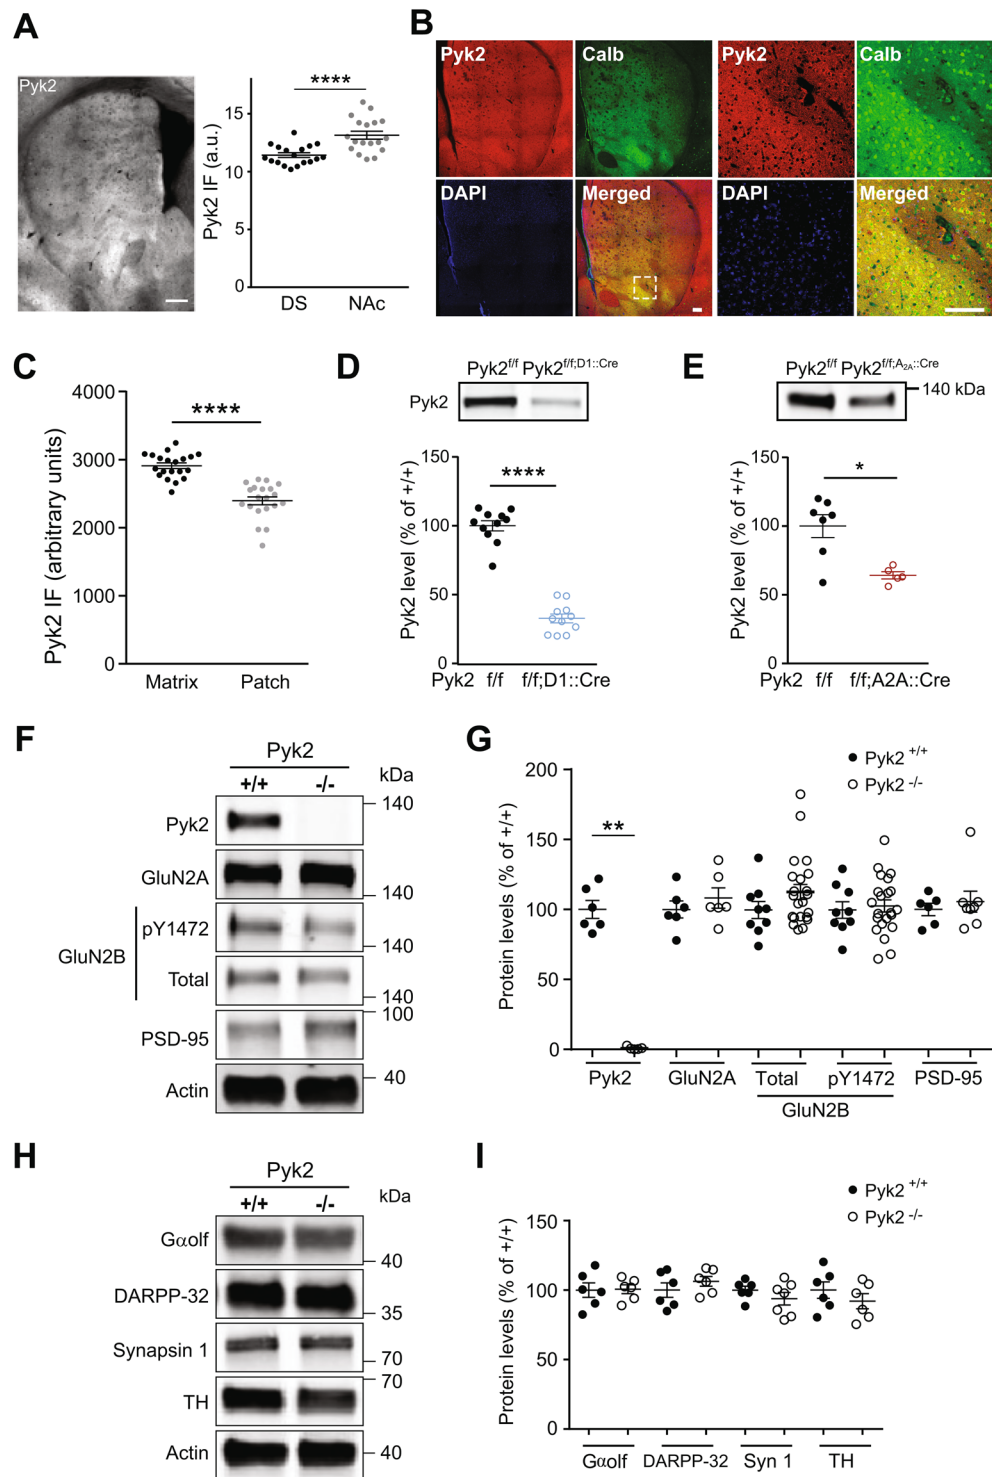 A
Pyk2
****
Pyk2 IF (a.u.)
15
10
5
0
DS NAc
B
Pyk2 Calb Pyk2 Calb
DAPI Merged DAPI Merged
C
Pyk2 IF (arbitrary units)
4000
3000
2000
1000
0
****
Matrix Patch
D
Pyk2f/f Pyk2f/f;D1::Cre
Pyk2
Pyk2 level (% of +/+)
150
100
50
0
****
Pyk2 f/f f/f;D1::Cre
E
Pyk2f/f Pyk2f/f;A2A::Cre
140 kDa
Pyk2 level (% of +/+)
150
100
50
0
*
Pyk2 f/f f/f;A2A::Cre
F
Pyk2
+/+ -/- kDa
Pyk2 140
GluN2A 140
GluN2B
pY1472 140
Total 140
PSD-95 100
Actin 40
G
Pyk2 +/+
Pyk2 -/-
Protein levels (% of +/+)
200
150
100
50
0
**
Pyk2 GluN2A Total pY1472 PSD-95
GluN2B
H
Pyk2
+/+ -/- kDa
Gαolf 40
DARPP-32 35
Synapsin 1 70
TH 70
Actin 40
I
Pyk2 +/+
Pyk2 -/-
Protein levels (% of +/+)
150
100
50
0
Gαolf DARPP-32 Syn 1 TH